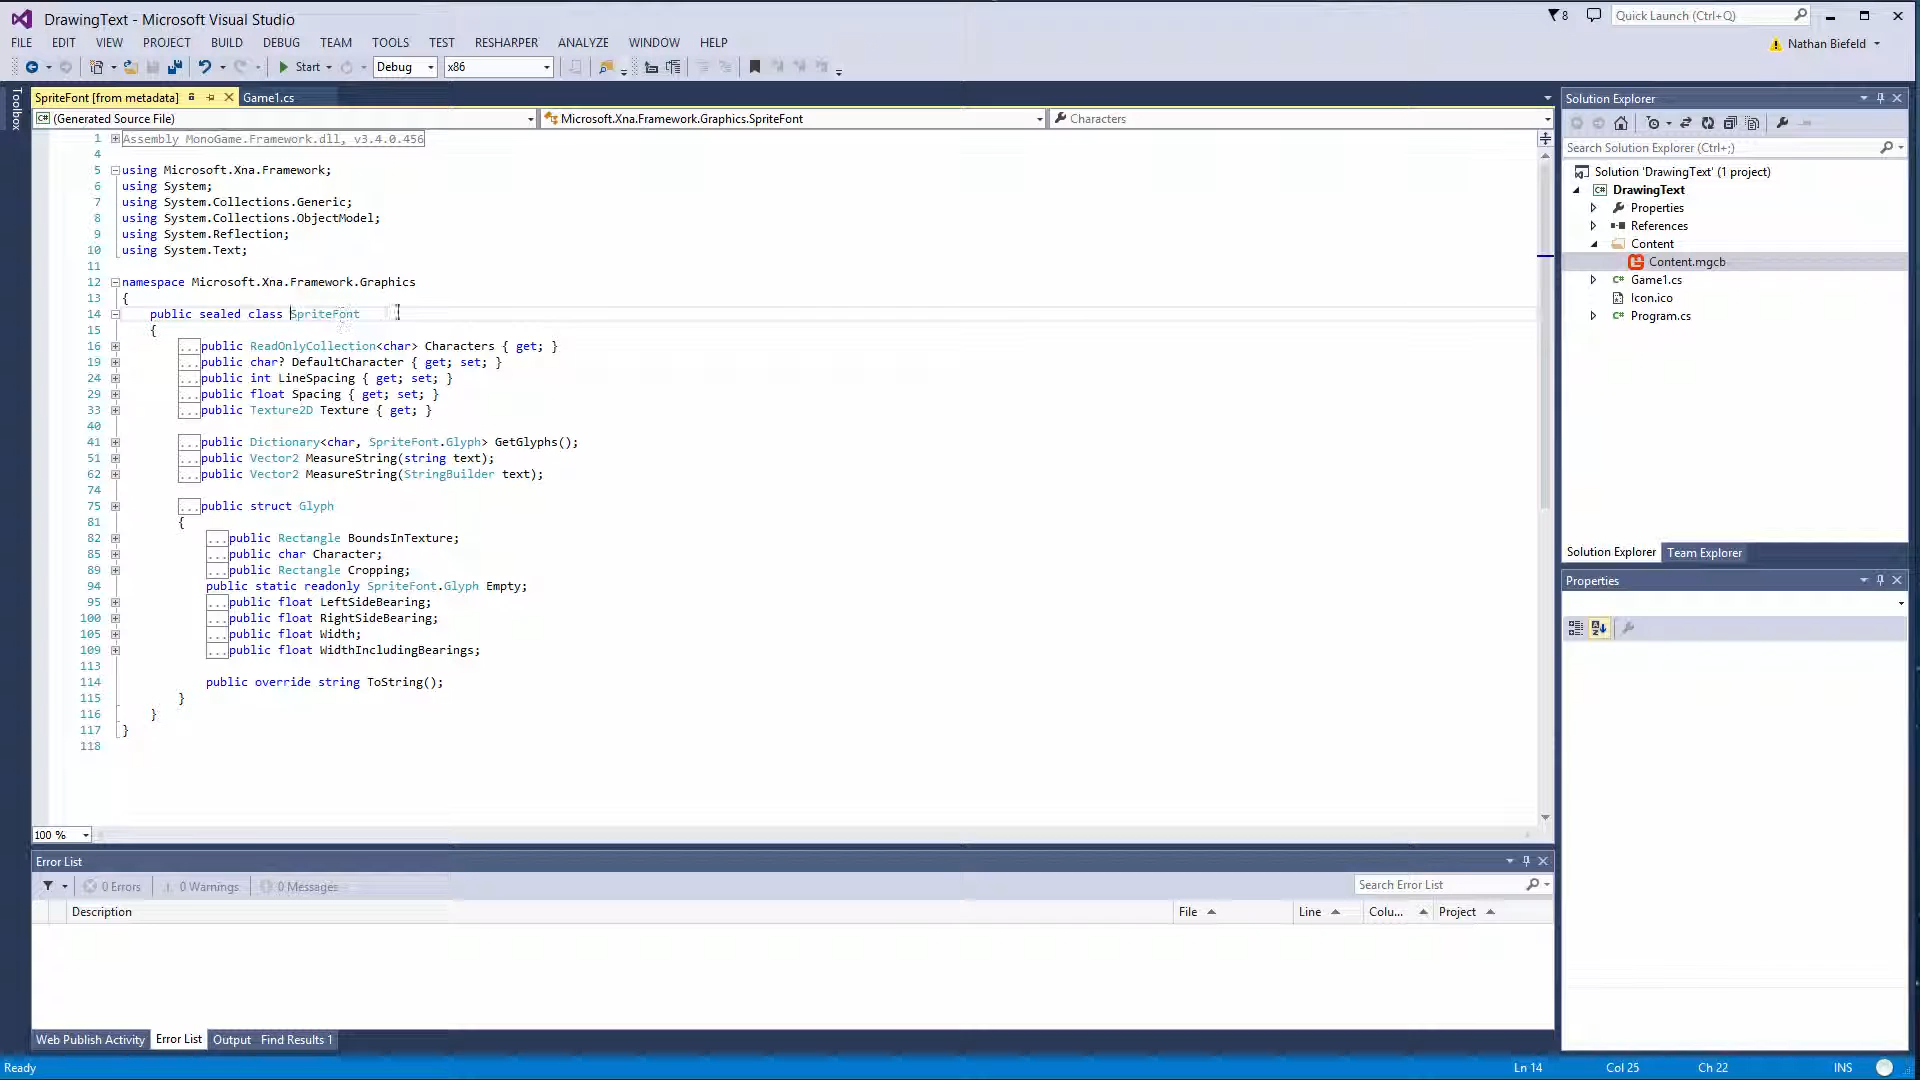 DrawingText - Microsoft Visual Studio
8
Quick Launch (Ctrl+Q)
FILE EDIT VIEW PROJECT BUILD DEBUG TEAM TOOLS TEST RESHARPER ANALYZE WINDOW HELP
Nathan Biefeld
Start
Debug
x86
Toolbox
SpriteFont [from metadata]
Game1.cs
(Generated Source File)
Microsoft.Xna.Framework.Graphics.SpriteFont
Characters
1 Assembly MonoGame.Framework.dll, v3.4.0.456
4
5 using Microsoft.Xna.Framework;
6 using System;
7 using System.Collections.Generic;
8 using System.Collections.ObjectModel;
9 using System.Reflection;
10 using System.Text;
11
12 namespace Microsoft.Xna.Framework.Graphics
13 {
14 public sealed class SpriteFont
15 {
16 ...public ReadOnlyCollection<char> Characters { get; }
19 ...public char? DefaultCharacter { get; set; }
24 ...public int LineSpacing { get; set; }
29 ...public float Spacing { get; set; }
33 ...public Texture2D Texture { get; }
40
41 ...public Dictionary<char, SpriteFont.Glyph> GetGlyphs();
51 ...public Vector2 MeasureString(string text);
62 ...public Vector2 MeasureString(StringBuilder text);
74
75 ...public struct Glyph
81 {
82 ...public Rectangle BoundsInTexture;
85 ...public char Character;
89 ...public Rectangle Cropping;
94 public static readonly SpriteFont.Glyph Empty;
95 ...public float LeftSideBearing;
100 ...public float RightSideBearing;
105 ...public float Width;
109 ...public float WidthIncludingBearings;
113
114 public override string ToString();
115 }
116 }
117 }
118
100 %
Error List
0 Errors
0 Warnings
0 Messages
Search Error List
Description
File
Line
Colu...
Project
Web Publish Activity
Error List
Output
Find Results 1
Solution Explorer
Search Solution Explorer (Ctrl+;)
Solution 'DrawingText' (1 project)
DrawingText
Properties
References
Content
Content.mgcb
Game1.cs
Icon.ico
Program.cs
Solution Explorer
Team Explorer
Properties
Ready
Ln 14
Col 25
Ch 22
INS